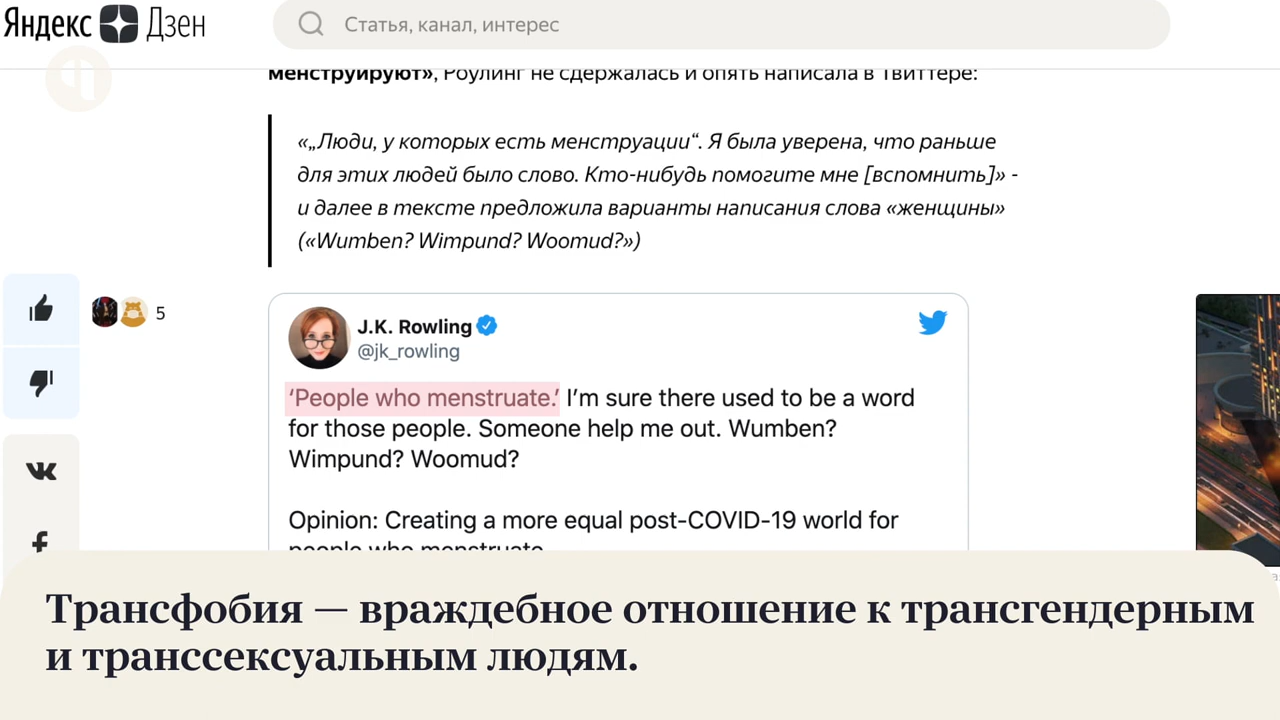 Яндекс Дзен
Статья, канал, интерес
менструируют», Роулинг не сдержалась и опять написала в Твиттере:
«„Люди, у которых есть менструации“. Я была уверена, что раньше
для этих людей было слово. Кто-нибудь помогите мне [вспомнить]» -
и далее в тексте предложила варианты написания слова «женщины»
(«Wumben? Wimpund? Woomud?»)
5
J.K. Rowling
@jk_rowling
‘People who menstruate.’ I’m sure there used to be a word
for those people. Someone help me out. Wumben?
Wimpund? Woomud?
Opinion: Creating a more equal post-COVID-19 world for
people who menstruate
Трансфобия — враждебное отношение к трансгендерным
и транссексуальным людям.